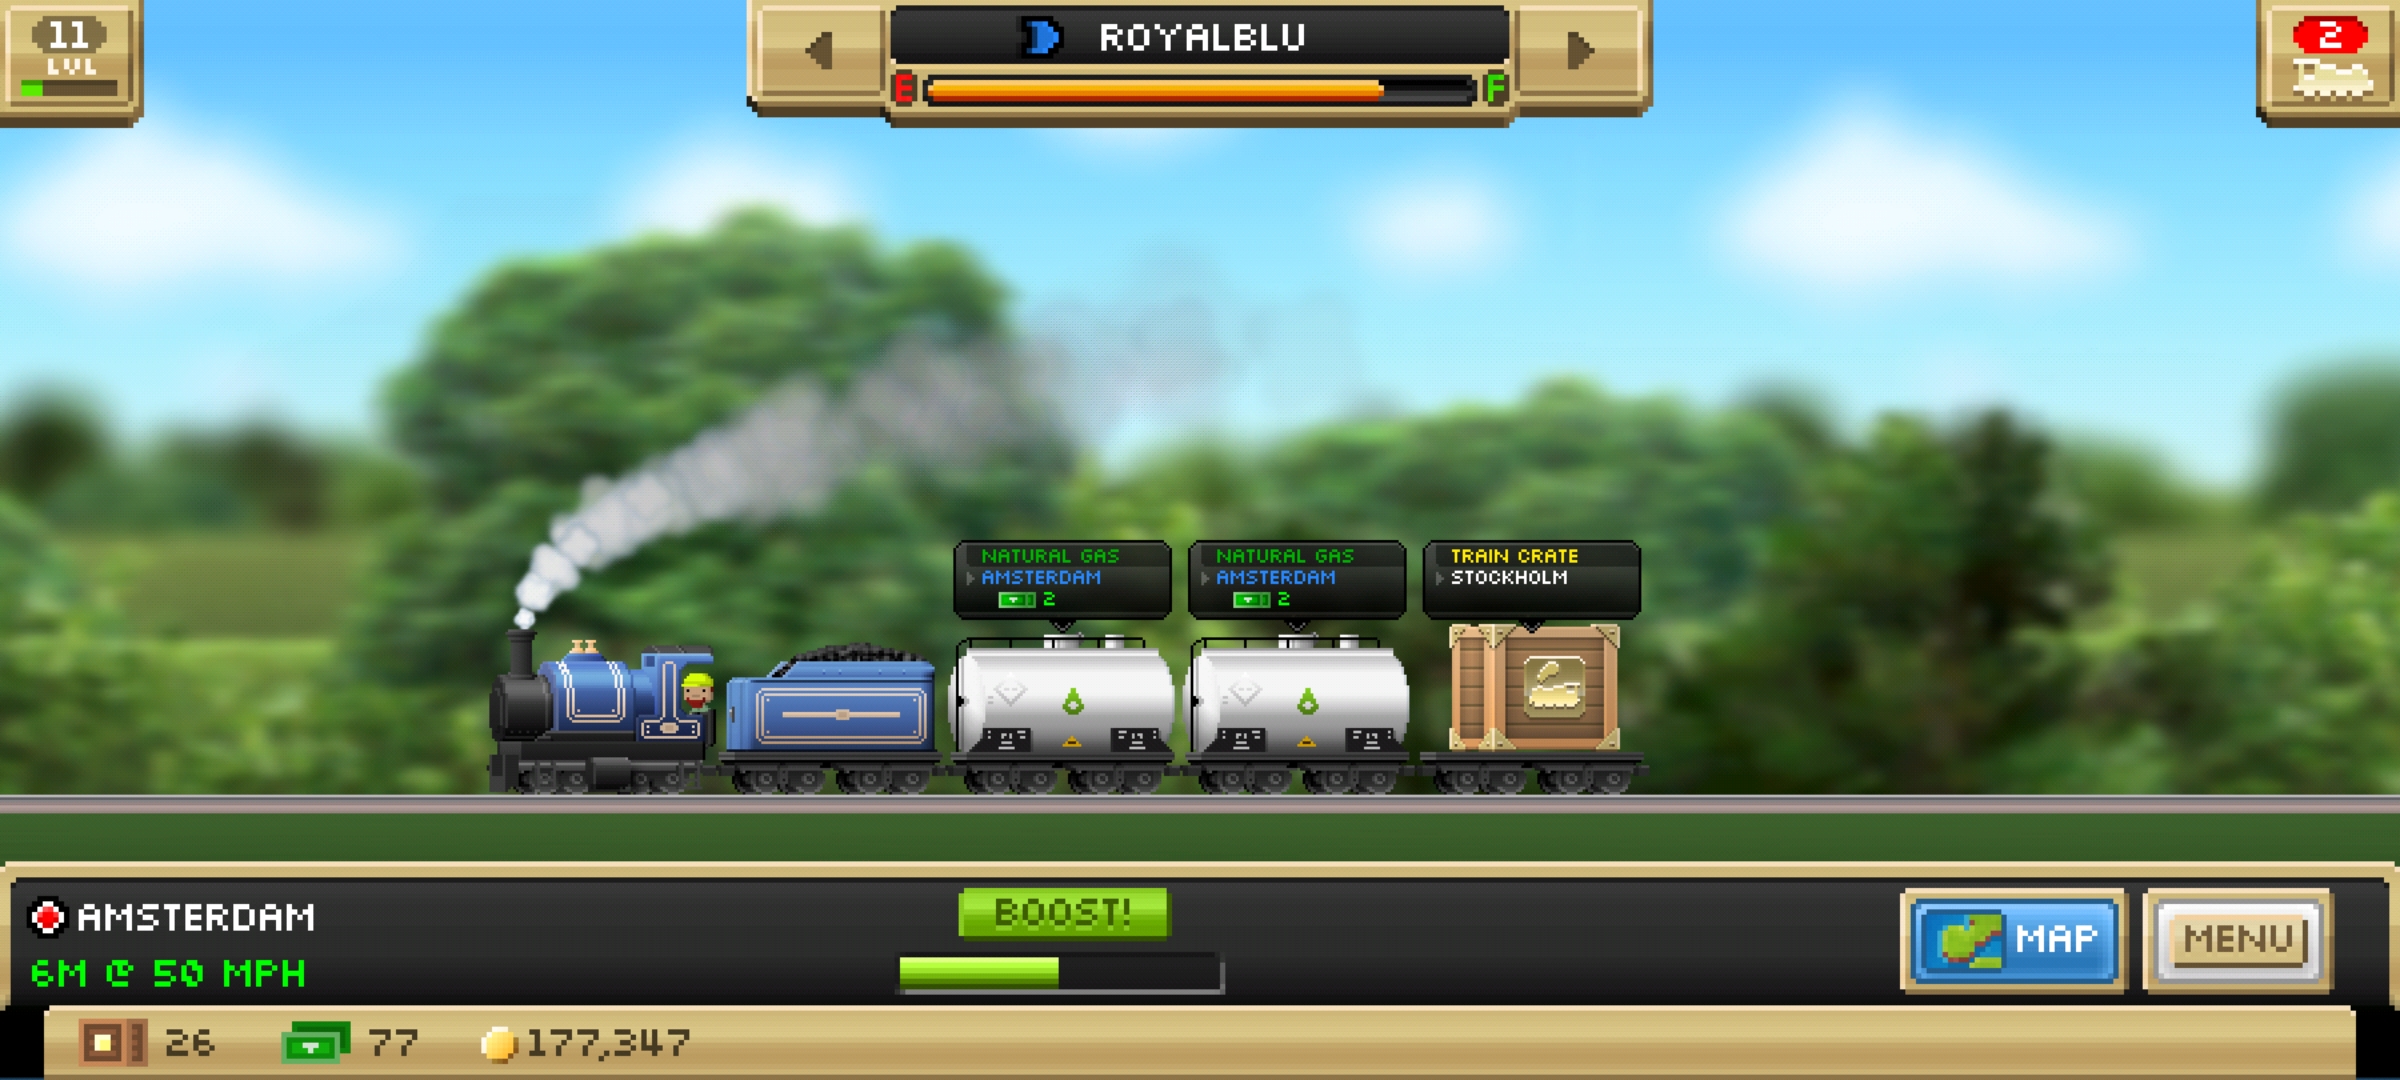 11
LVL
ROYALBLU
E
F
2
NATURAL GAS
AMSTERDAM
2
NATURAL GAS
AMSTERDAM
2
TRAIN CRATE
STOCKHOLM
AMSTERDAM
6M @ 50 MPH
BOOST!
MAP
MENU
26
77
177,347